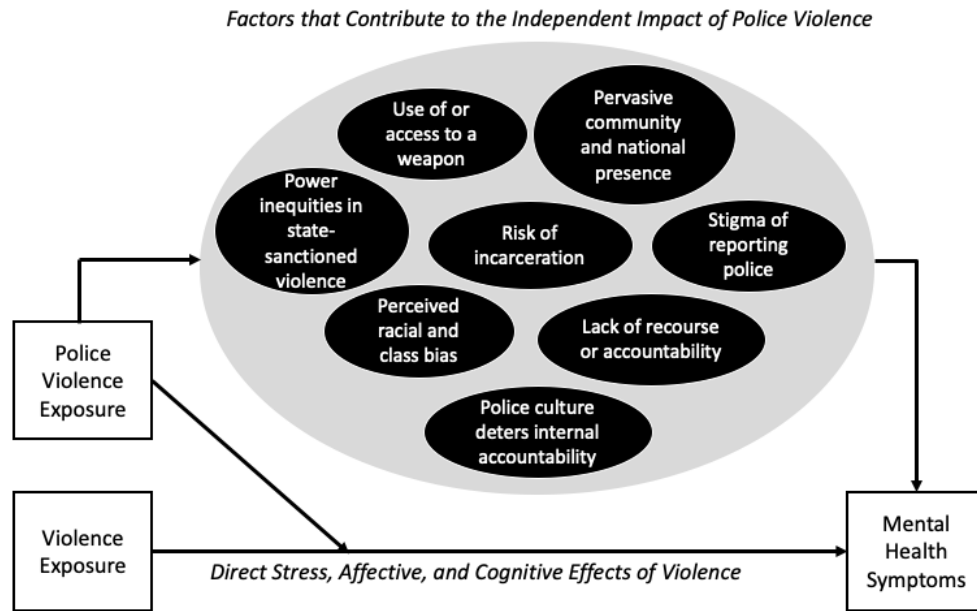 Factors that Contribute to the Independent Impact of Police Violence
Use of or
access to a
weapon
Pervasive
community
and national
presence
Power
inequities in
state-
sanctioned
violence
Risk of
incarceration
Stigma of
reporting
police
Perceived
racial and
class bias
Lack of recourse
or accountability
Police culture
deters internal
accountability
Police
Violence
Exposure
Violence
Exposure
Direct Stress, Affective, and Cognitive Effects of Violence
Mental
Health
Symptoms